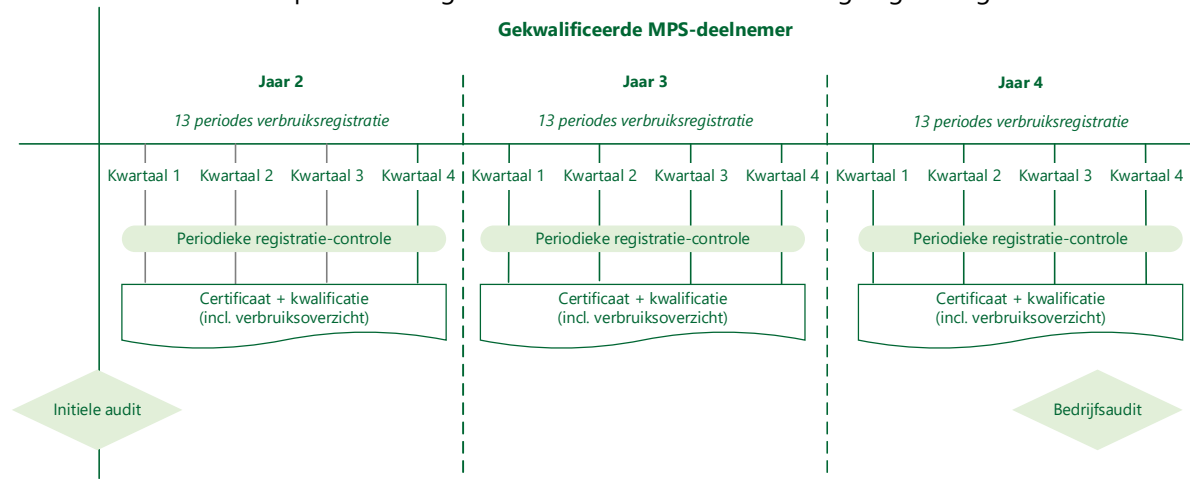 Gekwalificeerde MPS-deelnemer
Jaar 2
Jaar 3
Jaar 4
13 periodes verbruiksregistratie
13 periodes verbruiksregistratie
13 periodes verbruiksregistratie
Kwartaal 1 Kwartaal 2 Kwartaal 3 Kwartaal 4 Kwartaal 1 Kwartaal 2 Kwartaal 3 Kwartaal 4 Kwartaal 1 Kwartaal 2 Kwartaal 3 Kwartaal 4
Periodieke registratie-controle
Periodieke registratie-controle
Periodieke registratie-controle
Certificaat + kwalificatie
(incl. verbruiksoverzicht)
Certificaat + kwalificatie
(incl. verbruiksoverzicht)
Certificaat + kwalificatie
(incl. verbruiksoverzicht)
Initiele audit
Bedrijfsaudit